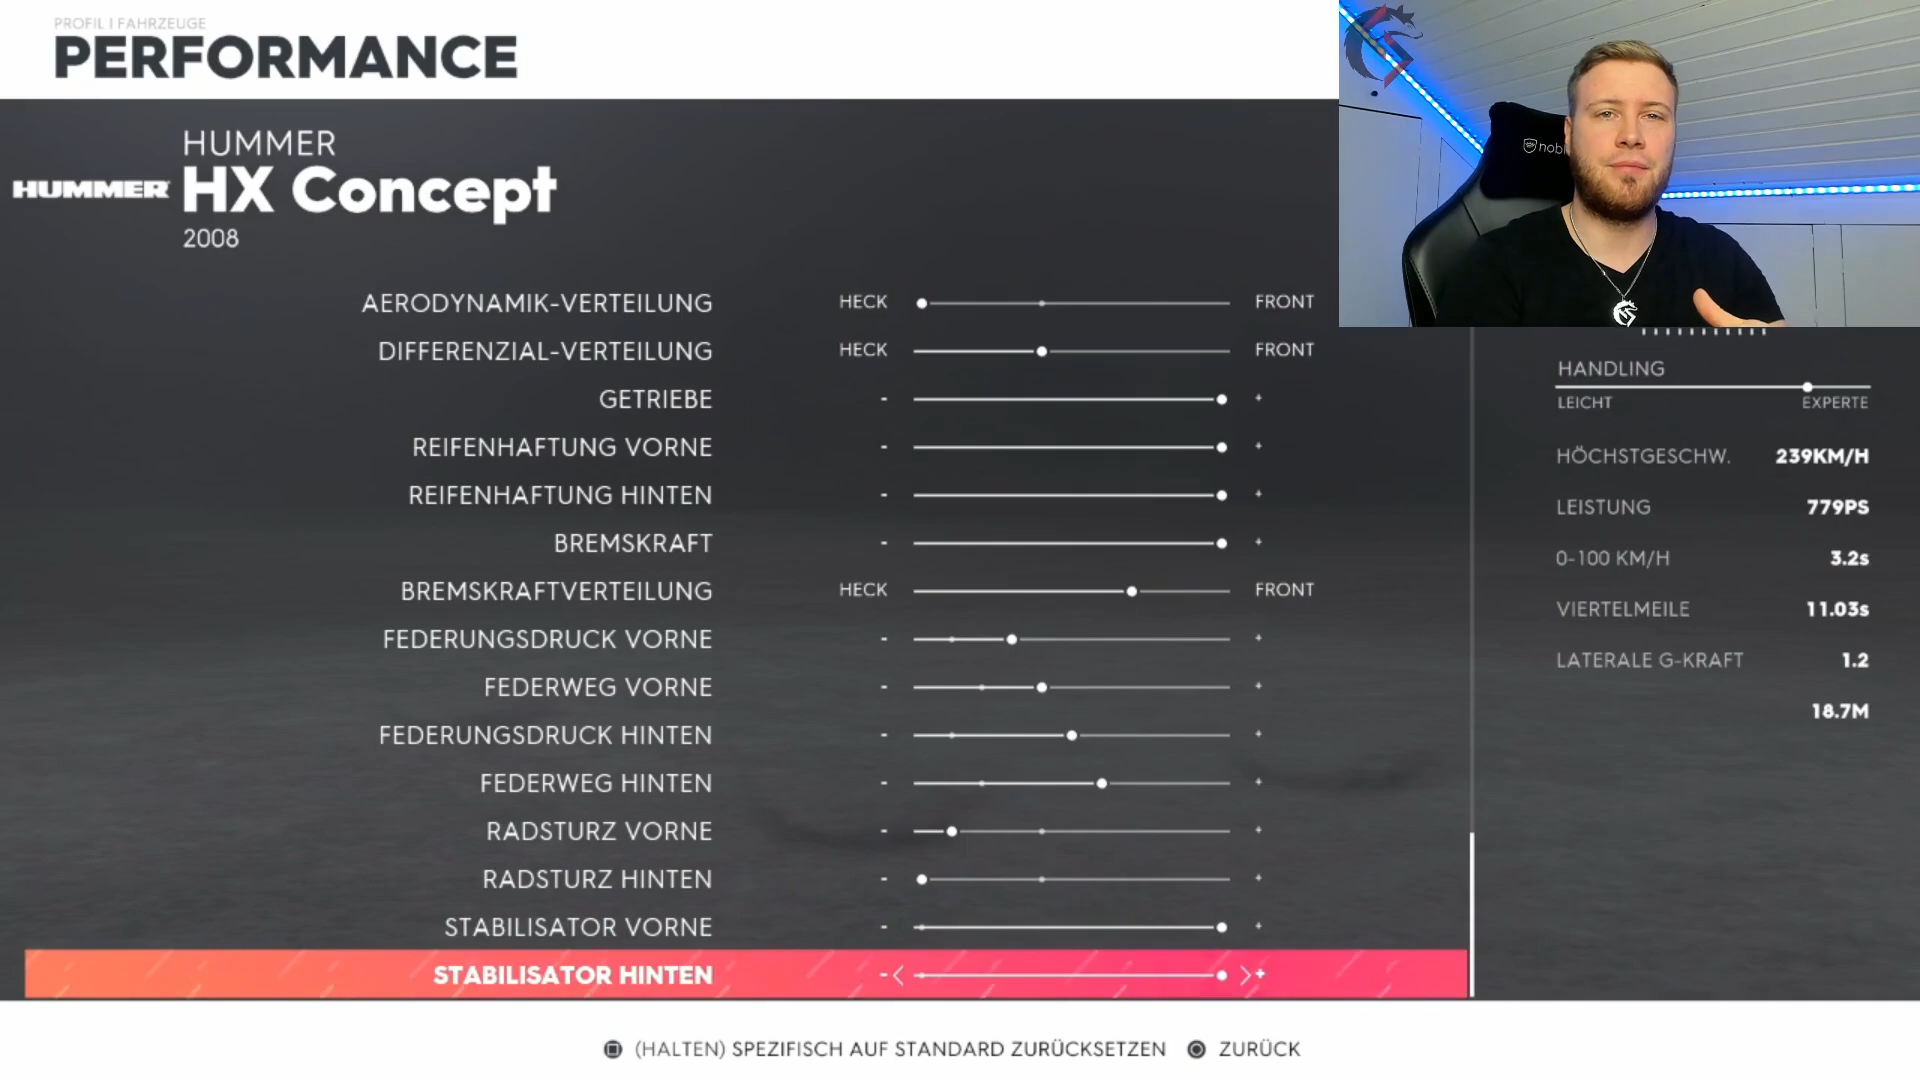 PROFIL I FAHRZEUGE
PERFORMANCE
HUMMER
HUMMER HX Concept
2008
AERODYNAMIK-VERTEILUNG HECK FRONT
DIFFERENZIAL-VERTEILUNG HECK FRONT
GETRIEBE - +
REIFENHAFTUNG VORNE - +
REIFENHAFTUNG HINTEN - +
BREMSKRAFT - +
BREMSKRAFTVERTEILUNG HECK FRONT
FEDERUNGSDRUCK VORNE - +
FEDERWEG VORNE - +
FEDERUNGSDRUCK HINTEN - +
FEDERWEG HINTEN - +
RADSTURZ VORNE - +
RADSTURZ HINTEN - +
STABILISATOR VORNE - +
STABILISATOR HINTEN - < > +
HANDLING
LEICHT EXPERTE
HÖCHSTGESCHW. 239KM/H
LEISTUNG 779PS
0-100 KM/H 3.2s
VIERTELMEILE 11.03s
LATERALE G-KRAFT 1.2
18.7M
(HALTEN) SPEZIFISCH AUF STANDARD ZURÜCKSETZEN ZURÜCK